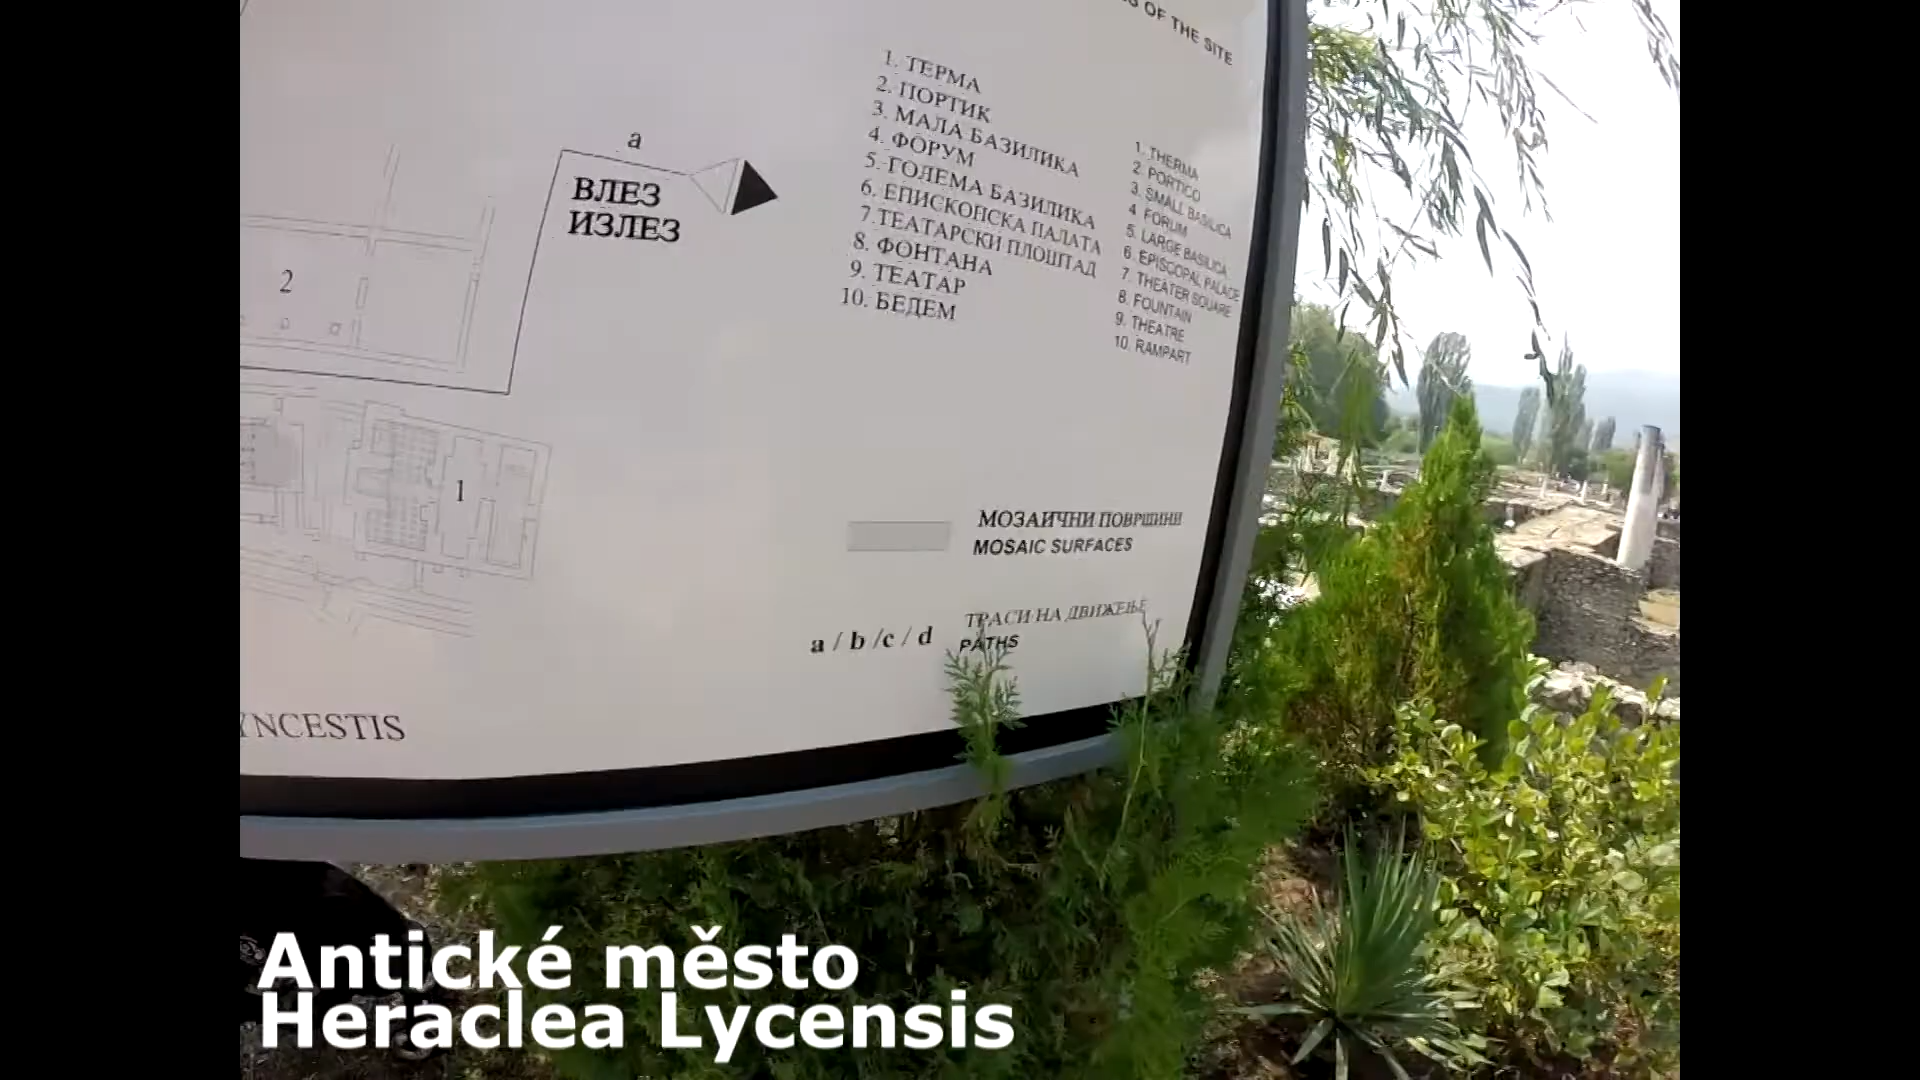 OF THE SITE
1. ТЕРМА
2. ПОРТИК
3. МАЛА БАЗИЛИКА
4. ФОРУМ
5. ГОЛЕМА БАЗИЛИКА
6. ЕПИСКОПСКА ПАЛАТА
7.ТЕАТАРСКИ ПЛОШТАД
8. ФОНТАНА
9. ТЕАТАР
10. БЕДЕМ
1. THERMA
2. PORTICO
3. SMALL BASILICA
4 FORUM
5. LARGE BASILICA
6. EPISCOPAL PALACE
7. THEATER SQUARE
8. FOUNTAIN
9. THEATRE
10. RAMPART
a
ВЛЕЗ
ИЗЛЕЗ
2
1
МОЗАИЧНИ ПОВРШИНИ
MOSAIC SURFACES
a / b /c / d
ТРАСИ НА ДВИЖЕЊЕ
PATHS
YNCESTIS
Antické město
Heraclea Lycensis